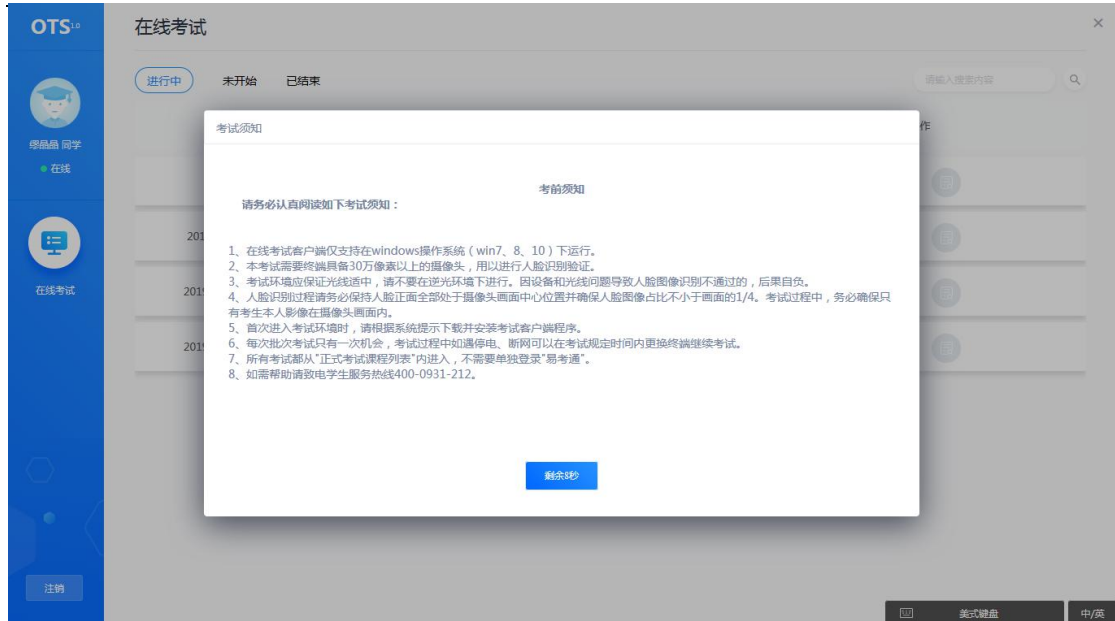 OTS 1.0
在线考试
进行中 未开始 已结束
请输入搜索内容
缪晶晶 同学
在线
在线考试
注销
作
201
201
201
考试须知
考前须知
请务必认真阅读如下考试须知：
1、在线考试客户端仅支持在windows操作系统（win7、8、10）下运行。
2、本考试需要终端具备30万像素以上的摄像头，用以进行人脸识别验证。
3、考试环境应保证光线适中，请不要在逆光环境下进行。因设备和光线问题导致人脸图像识别不通过的，后果自负。
4、人脸识别过程请务必保持人脸正面全部处于摄像头画面中心位置并确保人脸图像占比不小于画面的1/4。考试过程中，务必确保只
有考生本人影像在摄像头画面内。
5、首次进入考试环境时，请根据系统提示下载并安装考试客户端程序。
6、每次批次考试只有一次机会，考试过程中如遇停电、断网可以在考试规定时间内更换终端继续考试。
7、所有考试都从"正式考试课程列表"内进入，不需要单独登录"易考通"。
8、如需帮助请致电学生服务热线400-0931-212。
剩余8秒
美式键盘
中/英